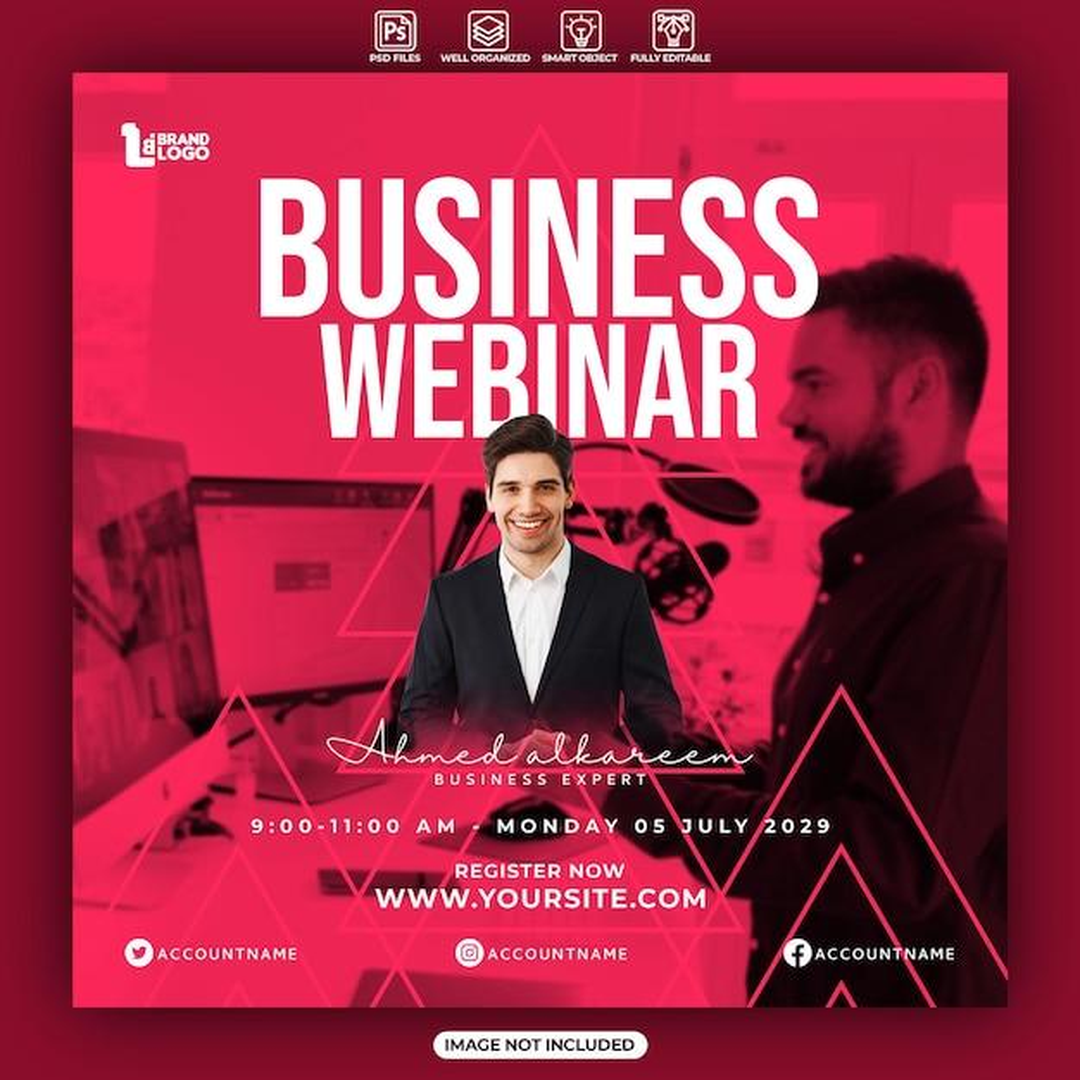 Ps
PSD FILES
WELL ORGANIZED
SMART OBJECT
FULLY EDITABLE
BRAND
LOGO
BUSINESS
WEBINAR
Ahmed alkareem
BUSINESS EXPERT
9:00-11:00 AM - MONDAY 05 JULY 2029
REGISTER NOW
WWW.YOURSITE.COM
ACCOUNTNAME
ACCOUNTNAME
ACCOUNTNAME
IMAGE NOT INCLUDED